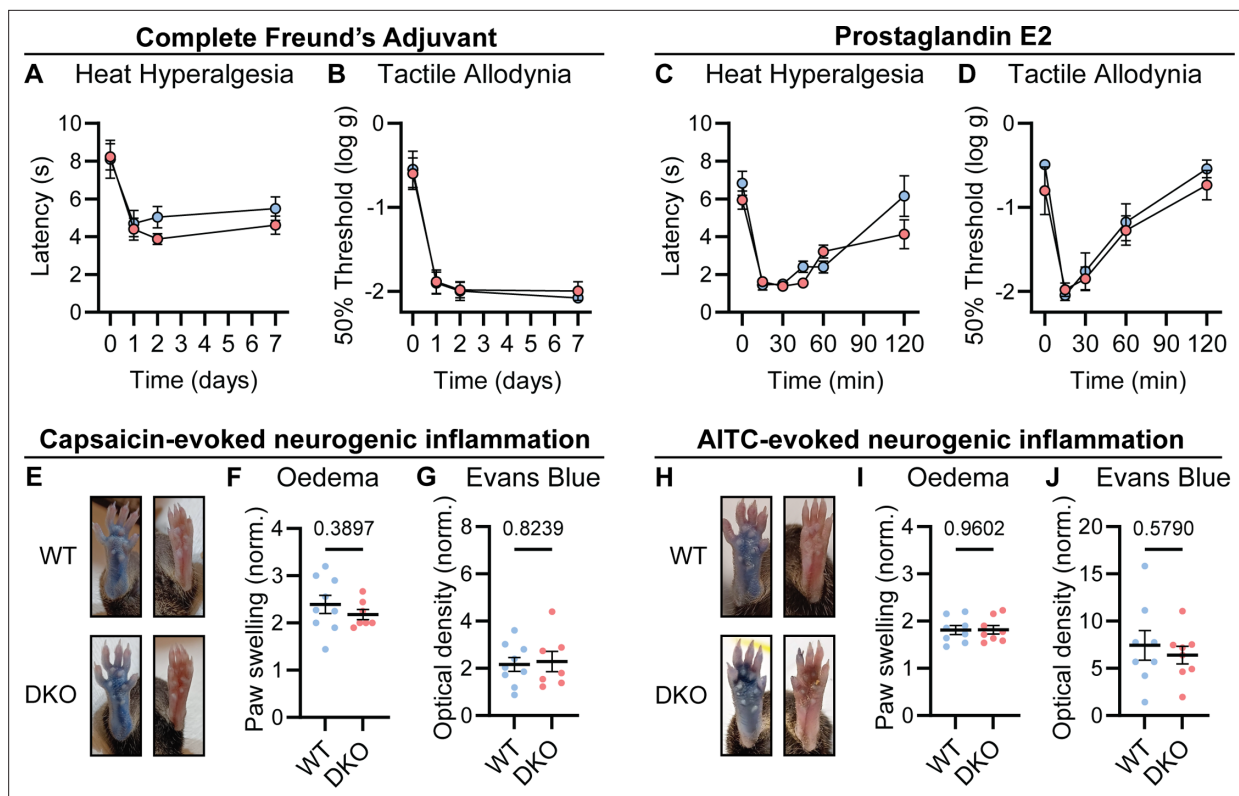 Complete Freund's Adjuvant
A Heat Hyperalgesia
Latency (s)
10
8
6
4
2
0
0 1 2 3 4 5 6 7
Time (days)
B Tactile Allodynia
50% Threshold (log g)
0
-1
-2
0 1 2 3 4 5 6 7
Time (days)
Prostaglandin E2
C Heat Hyperalgesia
Latency (s)
10
8
6
4
2
0
0 30 60 90 120
Time (min)
D Tactile Allodynia
50% Threshold (log g)
0
-1
-2
0 30 60 90 120
Time (min)
Capsaicin-evoked neurogenic inflammation
E
WT
DKO
F Oedema
Paw swelling (norm.)
4
3
2
1
0
0.3897
WT
DKO
G Evans Blue
Optical density (norm.)
8
6
4
2
0
0.8239
WT
DKO
AITC-evoked neurogenic inflammation
H
WT
DKO
I Oedema
Paw swelling (norm.)
4
3
2
1
0
0.9602
WT
DKO
J Evans Blue
Optical density (norm.)
20
15
10
5
0
0.5790
WT
DKO